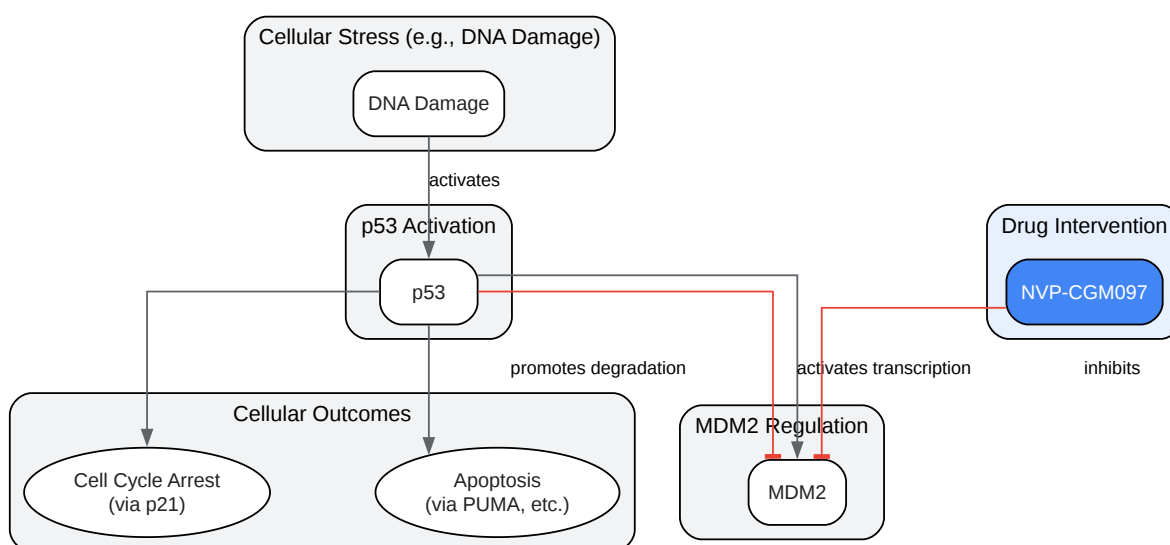 Cellular Stress (e.g., DNA Damage)
DNA Damage
activates
p53 Activation
Drug Intervention
p53
NVP-CGM097
promotes degradation
activates transcription
inhibits
Cellular Outcomes
MDM2 Regulation
Cell Cycle Arrest
(via p21)
Apoptosis
(via PUMA, etc.)
MDM2